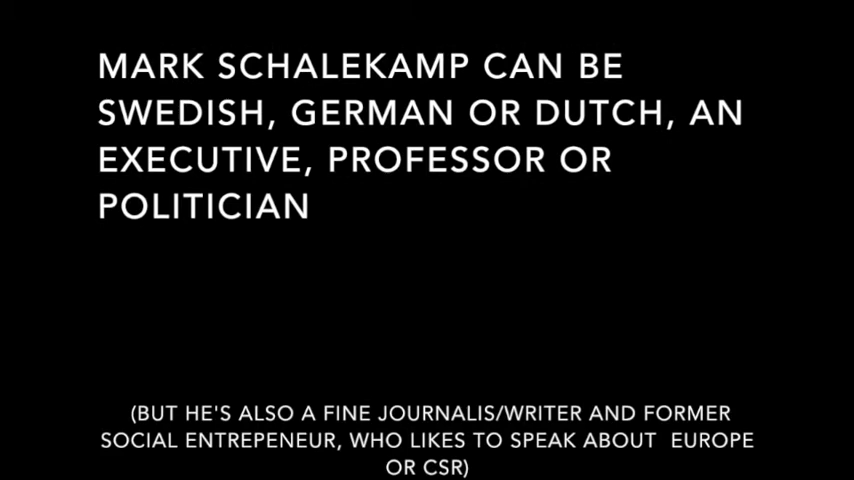 MARK SCHALEKAMP CAN BE
SWEDISH, GERMAN OR DUTCH, AN
EXECUTIVE, PROFESSOR OR
POLITICIAN
(BUT HE'S ALSO A FINE JOURNALIS/WRITER AND FORMER
SOCIAL ENTREPENEUR, WHO LIKES TO SPEAK ABOUT EUROPE
OR CSR)